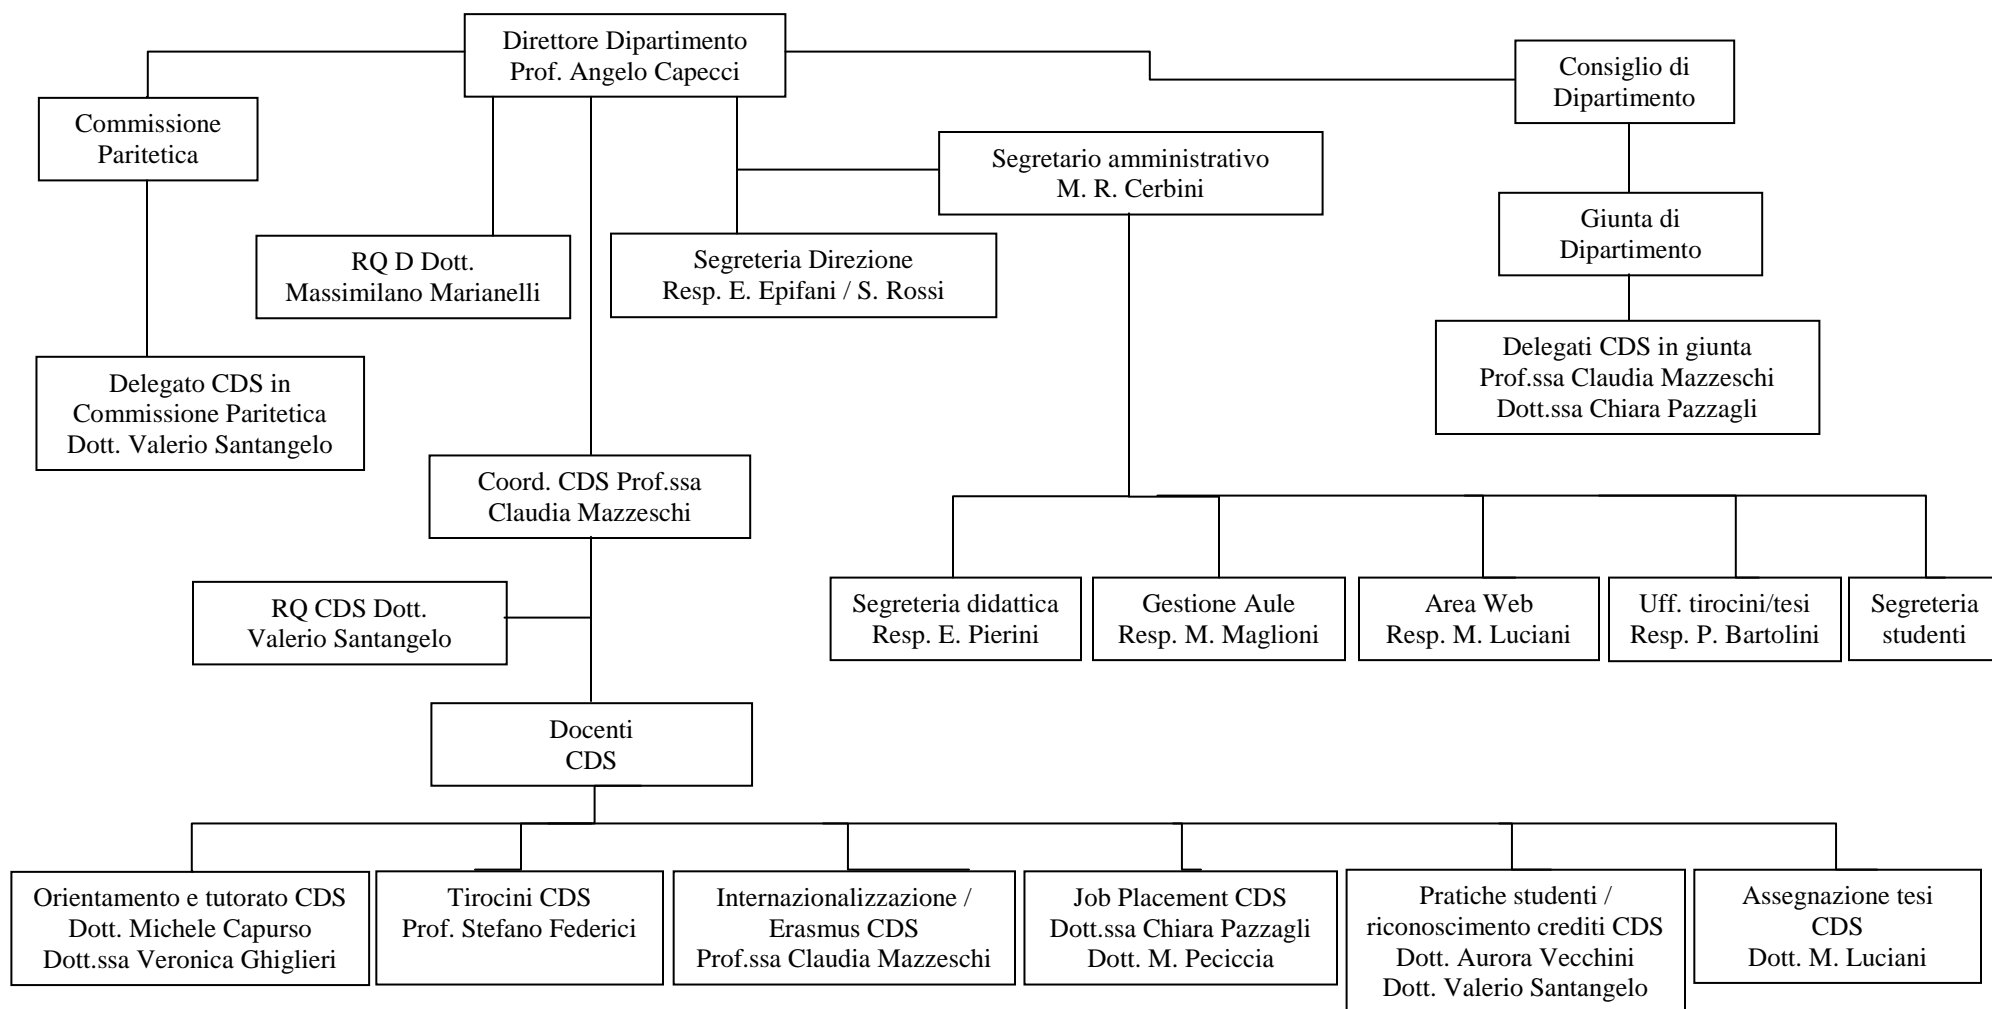 Direttore Dipartimento
Prof. Angelo Capecci
Consiglio di
Dipartimento
Commissione
Paritetica
Segretario amministrativo
M. R. Cerbini
Giunta di
Dipartimento
RQ D Dott.
Massimilano Marianelli
Segreteria Direzione
Resp. E. Epifani / S. Rossi
Delegati CDS in giunta
Prof.ssa Claudia Mazzeschi
Dott.ssa Chiara Pazzagli
Delegato CDS in
Commissione Paritetica
Dott. Valerio Santangelo
Coord. CDS Prof.ssa
Claudia Mazzeschi
RQ CDS Dott.
Valerio Santangelo
Segreteria didattica
Resp. E. Pierini
Gestione Aule
Resp. M. Maglioni
Area Web
Resp. M. Luciani
Uff. tirocini/tesi
Resp. P. Bartolini
Segreteria
studenti
Docenti
CDS
Orientamento e tutorato CDS
Dott. Michele Capurso
Dott.ssa Veronica Ghiglieri
Tirocini CDS
Prof. Stefano Federici
Internazionalizzazione /
Erasmus CDS
Prof.ssa Claudia Mazzeschi
Job Placement CDS
Dott.ssa Chiara Pazzagli
Dott. M. Peciccia
Pratiche studenti /
riconoscimento crediti CDS
Dott. Aurora Vecchini
Dott. Valerio Santangelo
Assegnazione tesi
CDS
Dott. M. Luciani